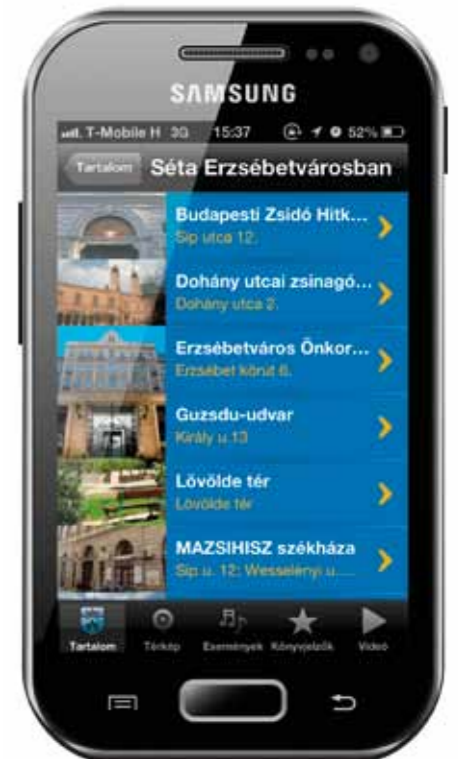 SAMSUNG
T-Mobile H 3G 15:37 52%
Tartalom Séta Erzsébetvárosban
Budapesti Zsidó Hitk...
Síp utca 12.
Dohány utcai zsinagó...
Dohány utca 2.
Erzsébetváros Önkor...
Erzsébet körút 6.
Guzsdu-udvar
Király u.13
Lövölde tér
Lövölde tér
MAZSIHISZ székháza
Síp u. 12; Wesselényi u....
Tartalom Térkép Események Könyvjelzők Videó